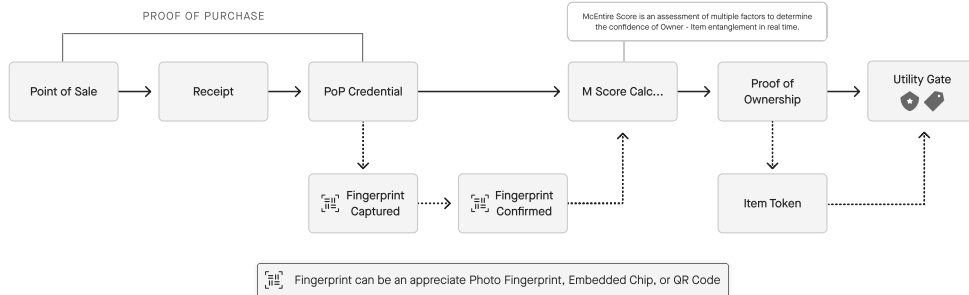 PROOF OF PURCHASE
McEntire Score is an assessment of multiple factors to determine
the confidence of Owner - Item entanglement in real time.
Point of Sale
Receipt
PoP Credential
M Score Calc...
Proof of
Ownership
Utility Gate
Fingerprint
Captured
Fingerprint
Confirmed
Item Token
Fingerprint can be an appreciate Photo Fingerprint, Embedded Chip, or QR Code